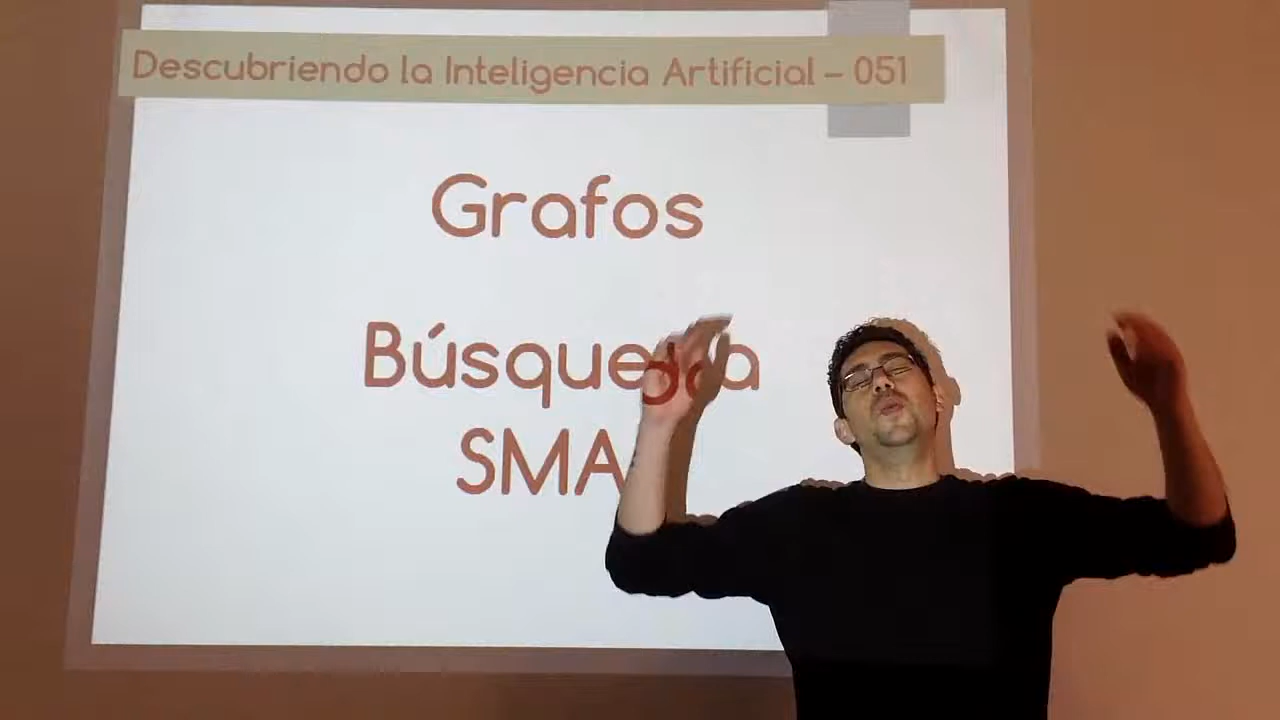 Descubriendo la Inteligencia Artificial – 051
Grafos
Búsqueda
SMA